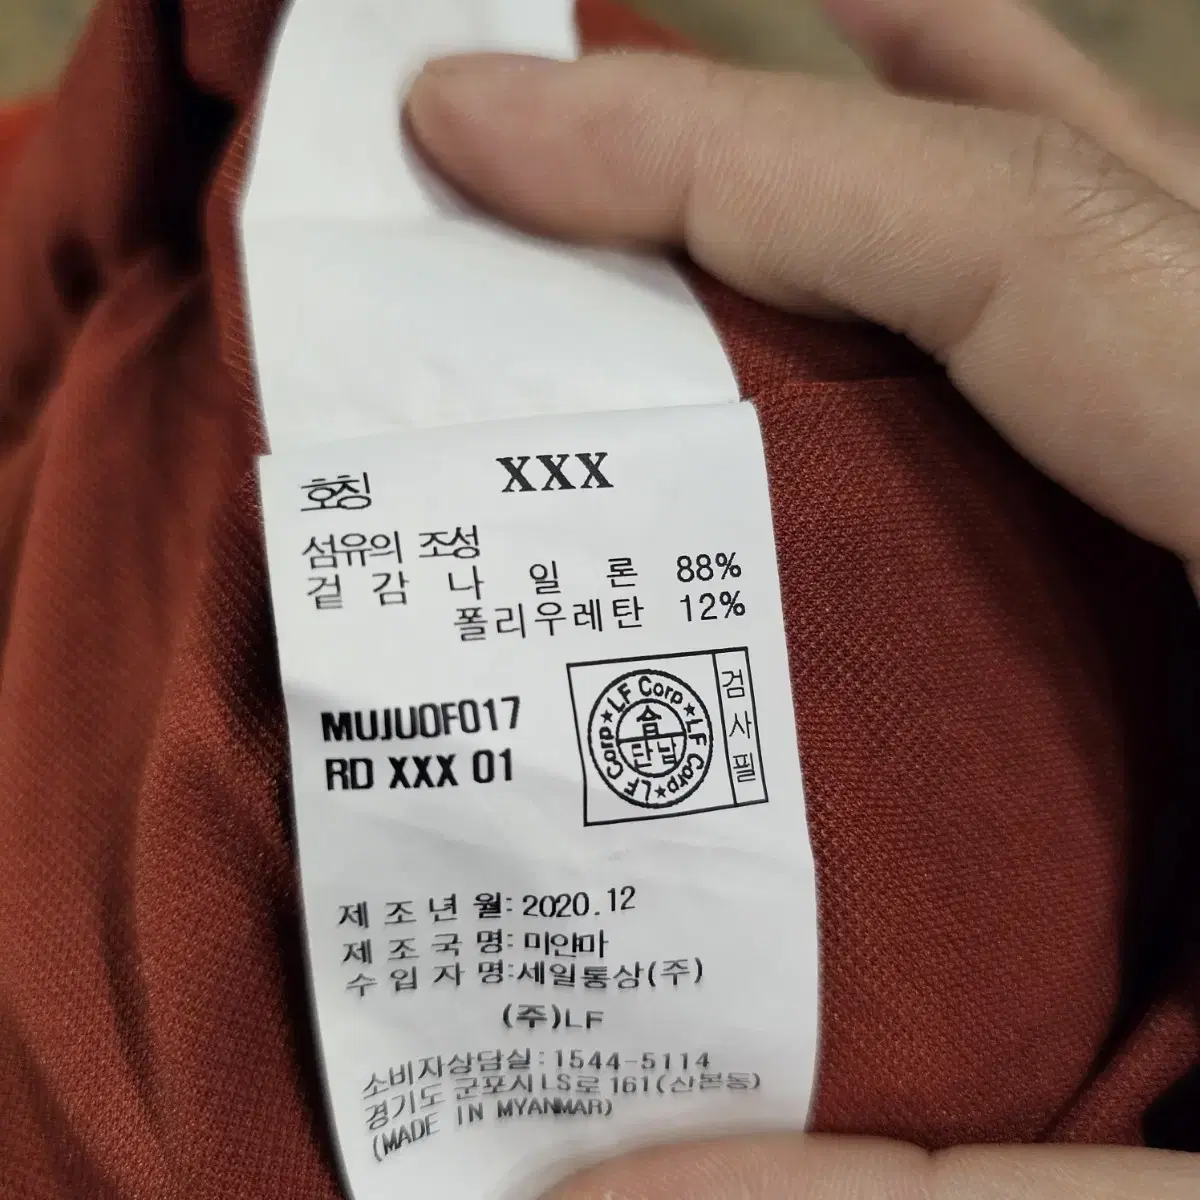 호칭 XXX
섬유의 조성
겉 감 나 일 론 88%
폴리우레탄 12%
MUJU0F017
RD XXX 01
LF Corp★LF Corp★LF Corp★
숍
단납
검사필
제 조 년 월: 2020.12
제 조 국 명: 미얀마
수 입 자 명:세일통상(주)
(주)LF
소비자상담실:1544-5114
경기도 군포시 LS로 161(산본동)
(MADE IN MYANMAR)